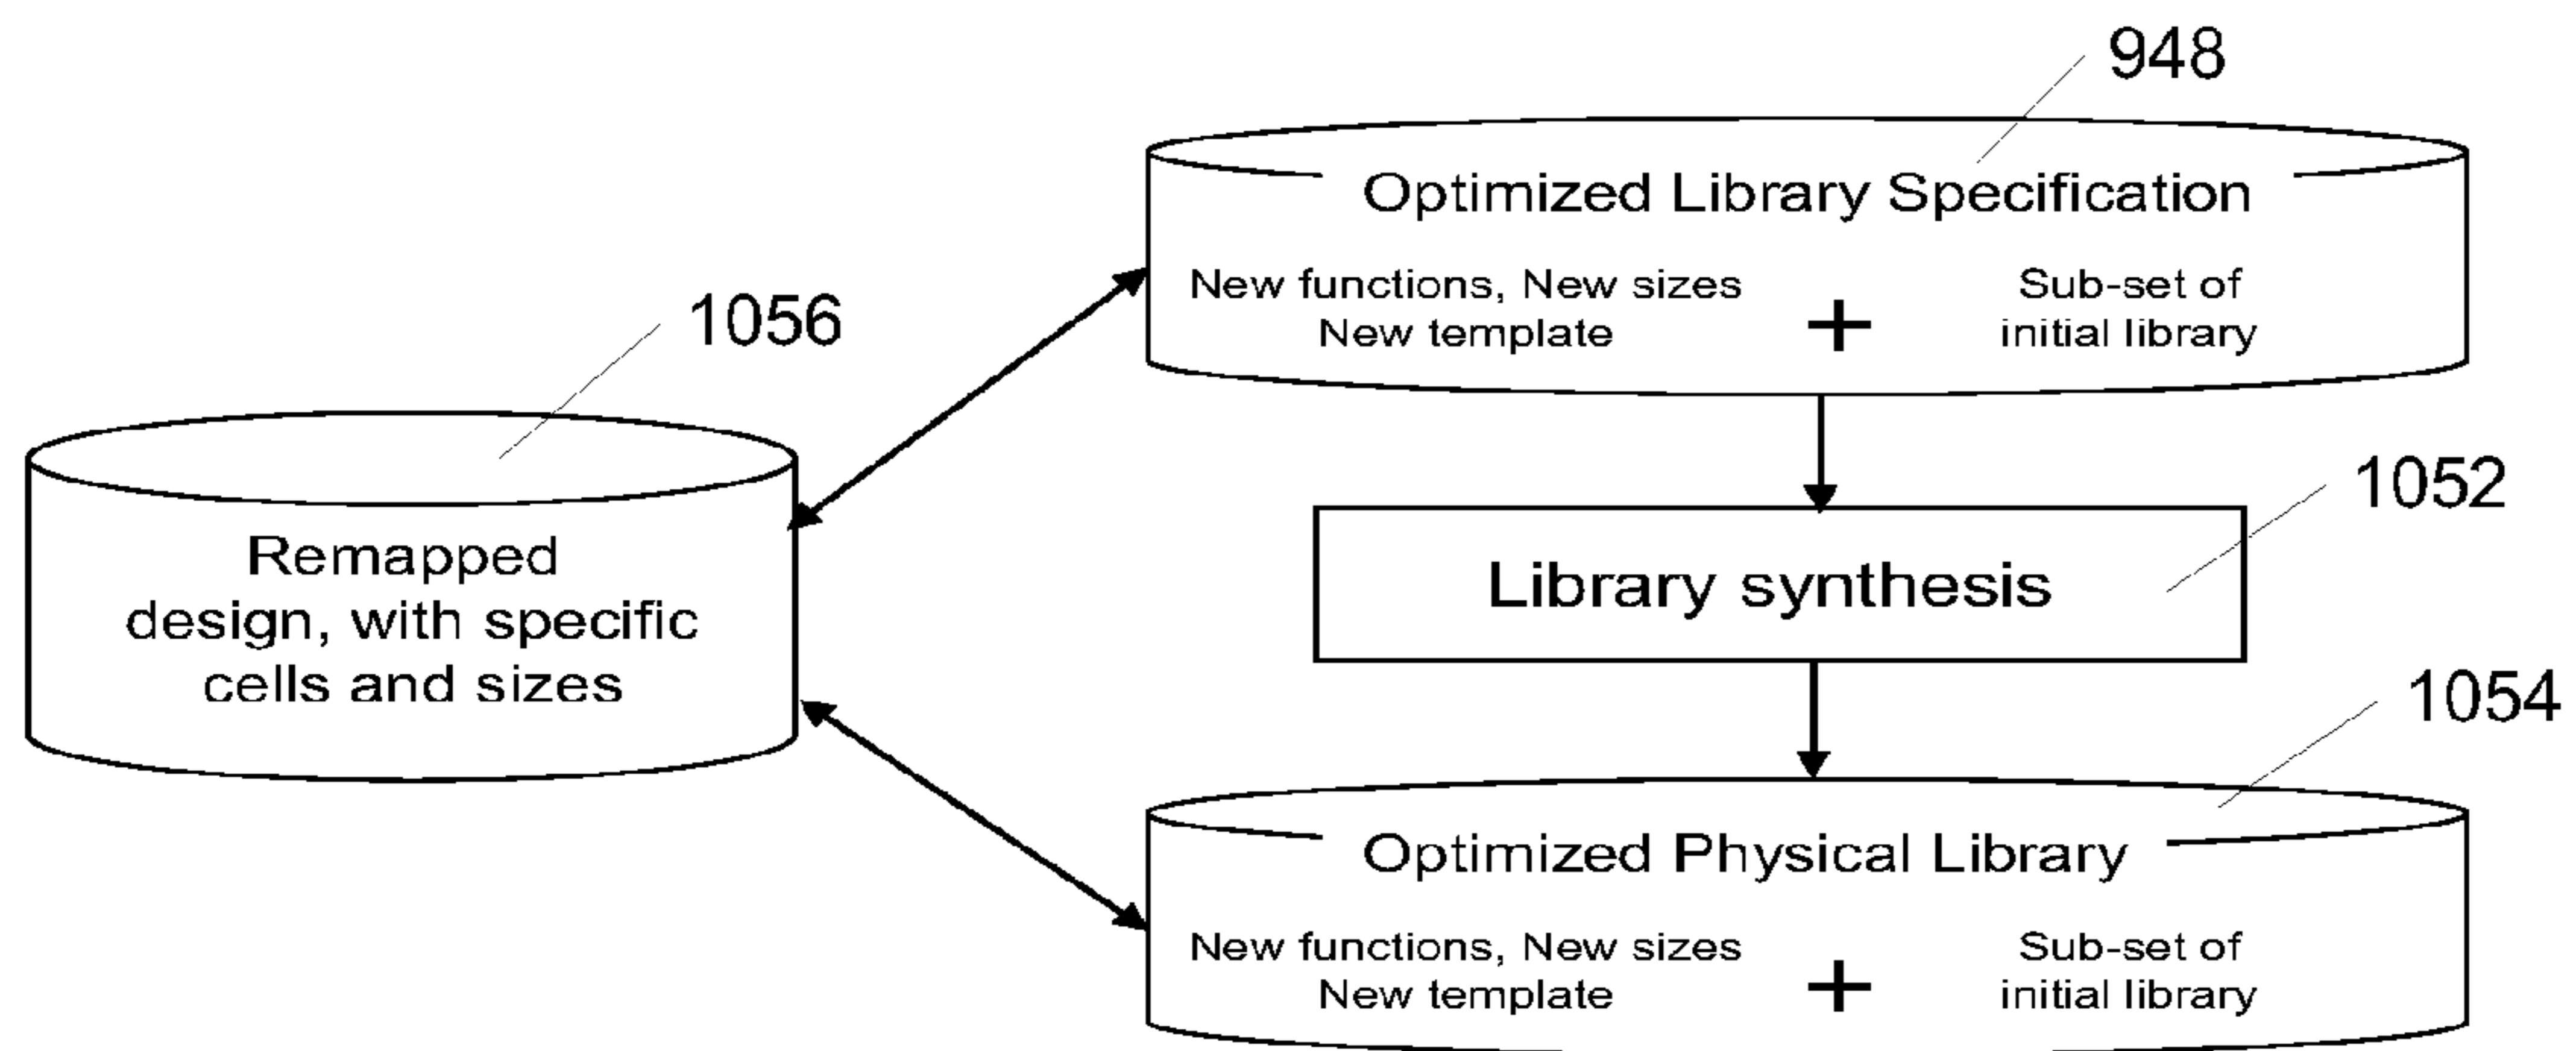 948
Optimized Library Specification
New functions, New sizes
New template
+
Sub-set of
initial library
1056
Remapped
design, with specific
cells and sizes
1052
Library synthesis
1054
Optimized Physical Library
New functions, New sizes
New template
+
Sub-set of
initial library